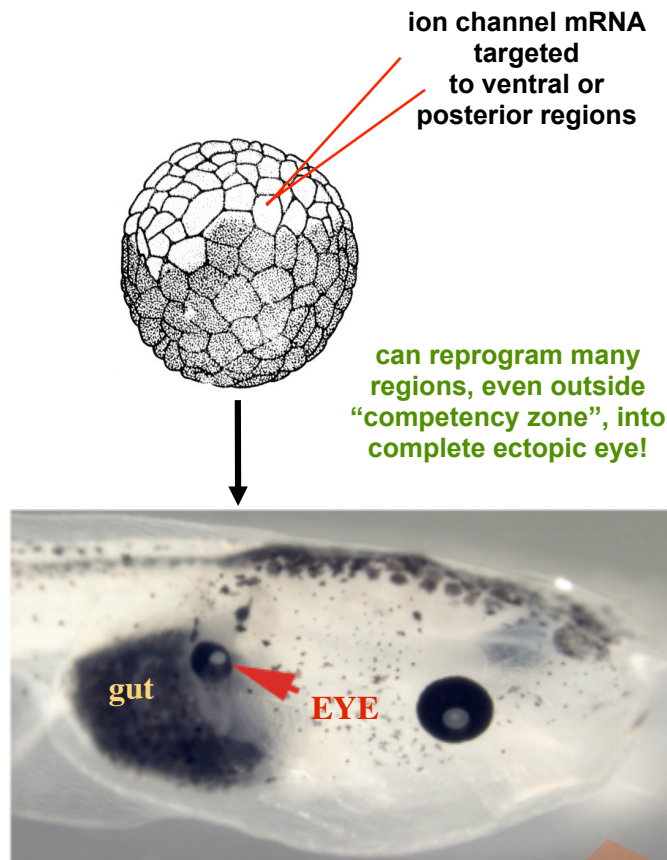 ion channel mRNA
targeted
to ventral or
posterior regions
can reprogram many
regions, even outside
“competency zone”, into
complete ectopic eye!
gut
EYE